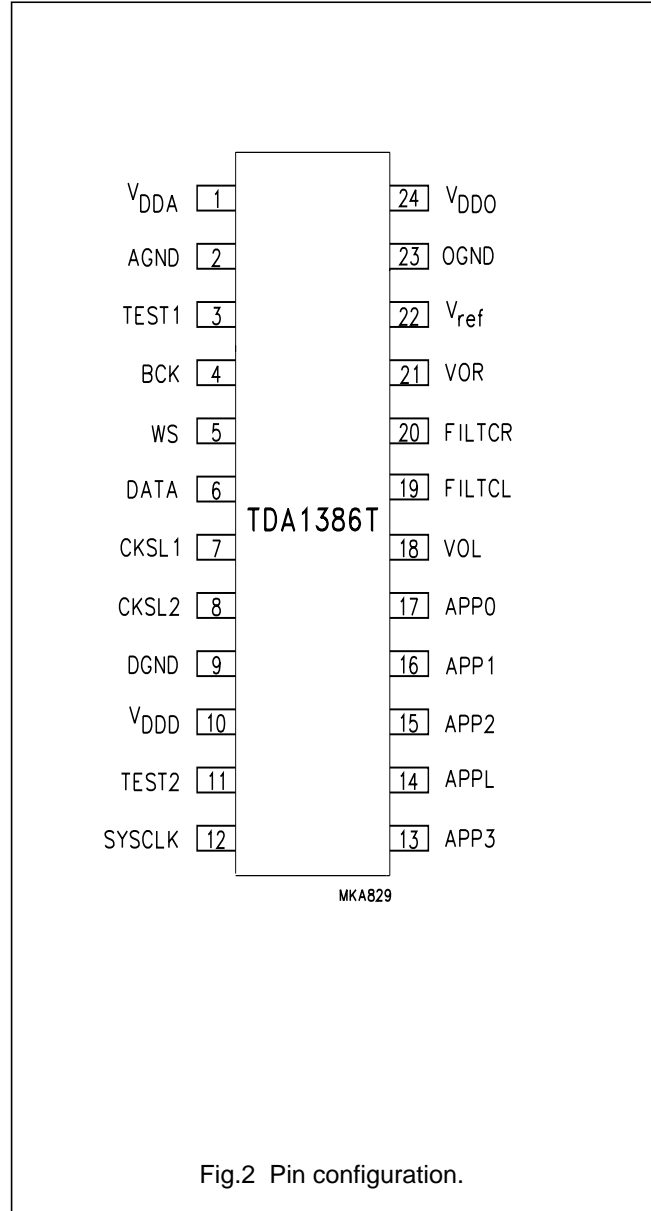 V_DDA 1 24 V_DDO
AGND 2 23 OGND
TEST1 3 22 V_ref
BCK 4 21 VOR
WS 5 20 FILTCR
DATA 6 19 FILTCL
TDA1386T
CKSL1 7 18 VOL
CKSL2 8 17 APP0
DGND 9 16 APP1
V_DDD 10 15 APP2
TEST2 11 14 APPL
SYSCLK 12 13 APP3
MKA829
Fig.2 Pin configuration.